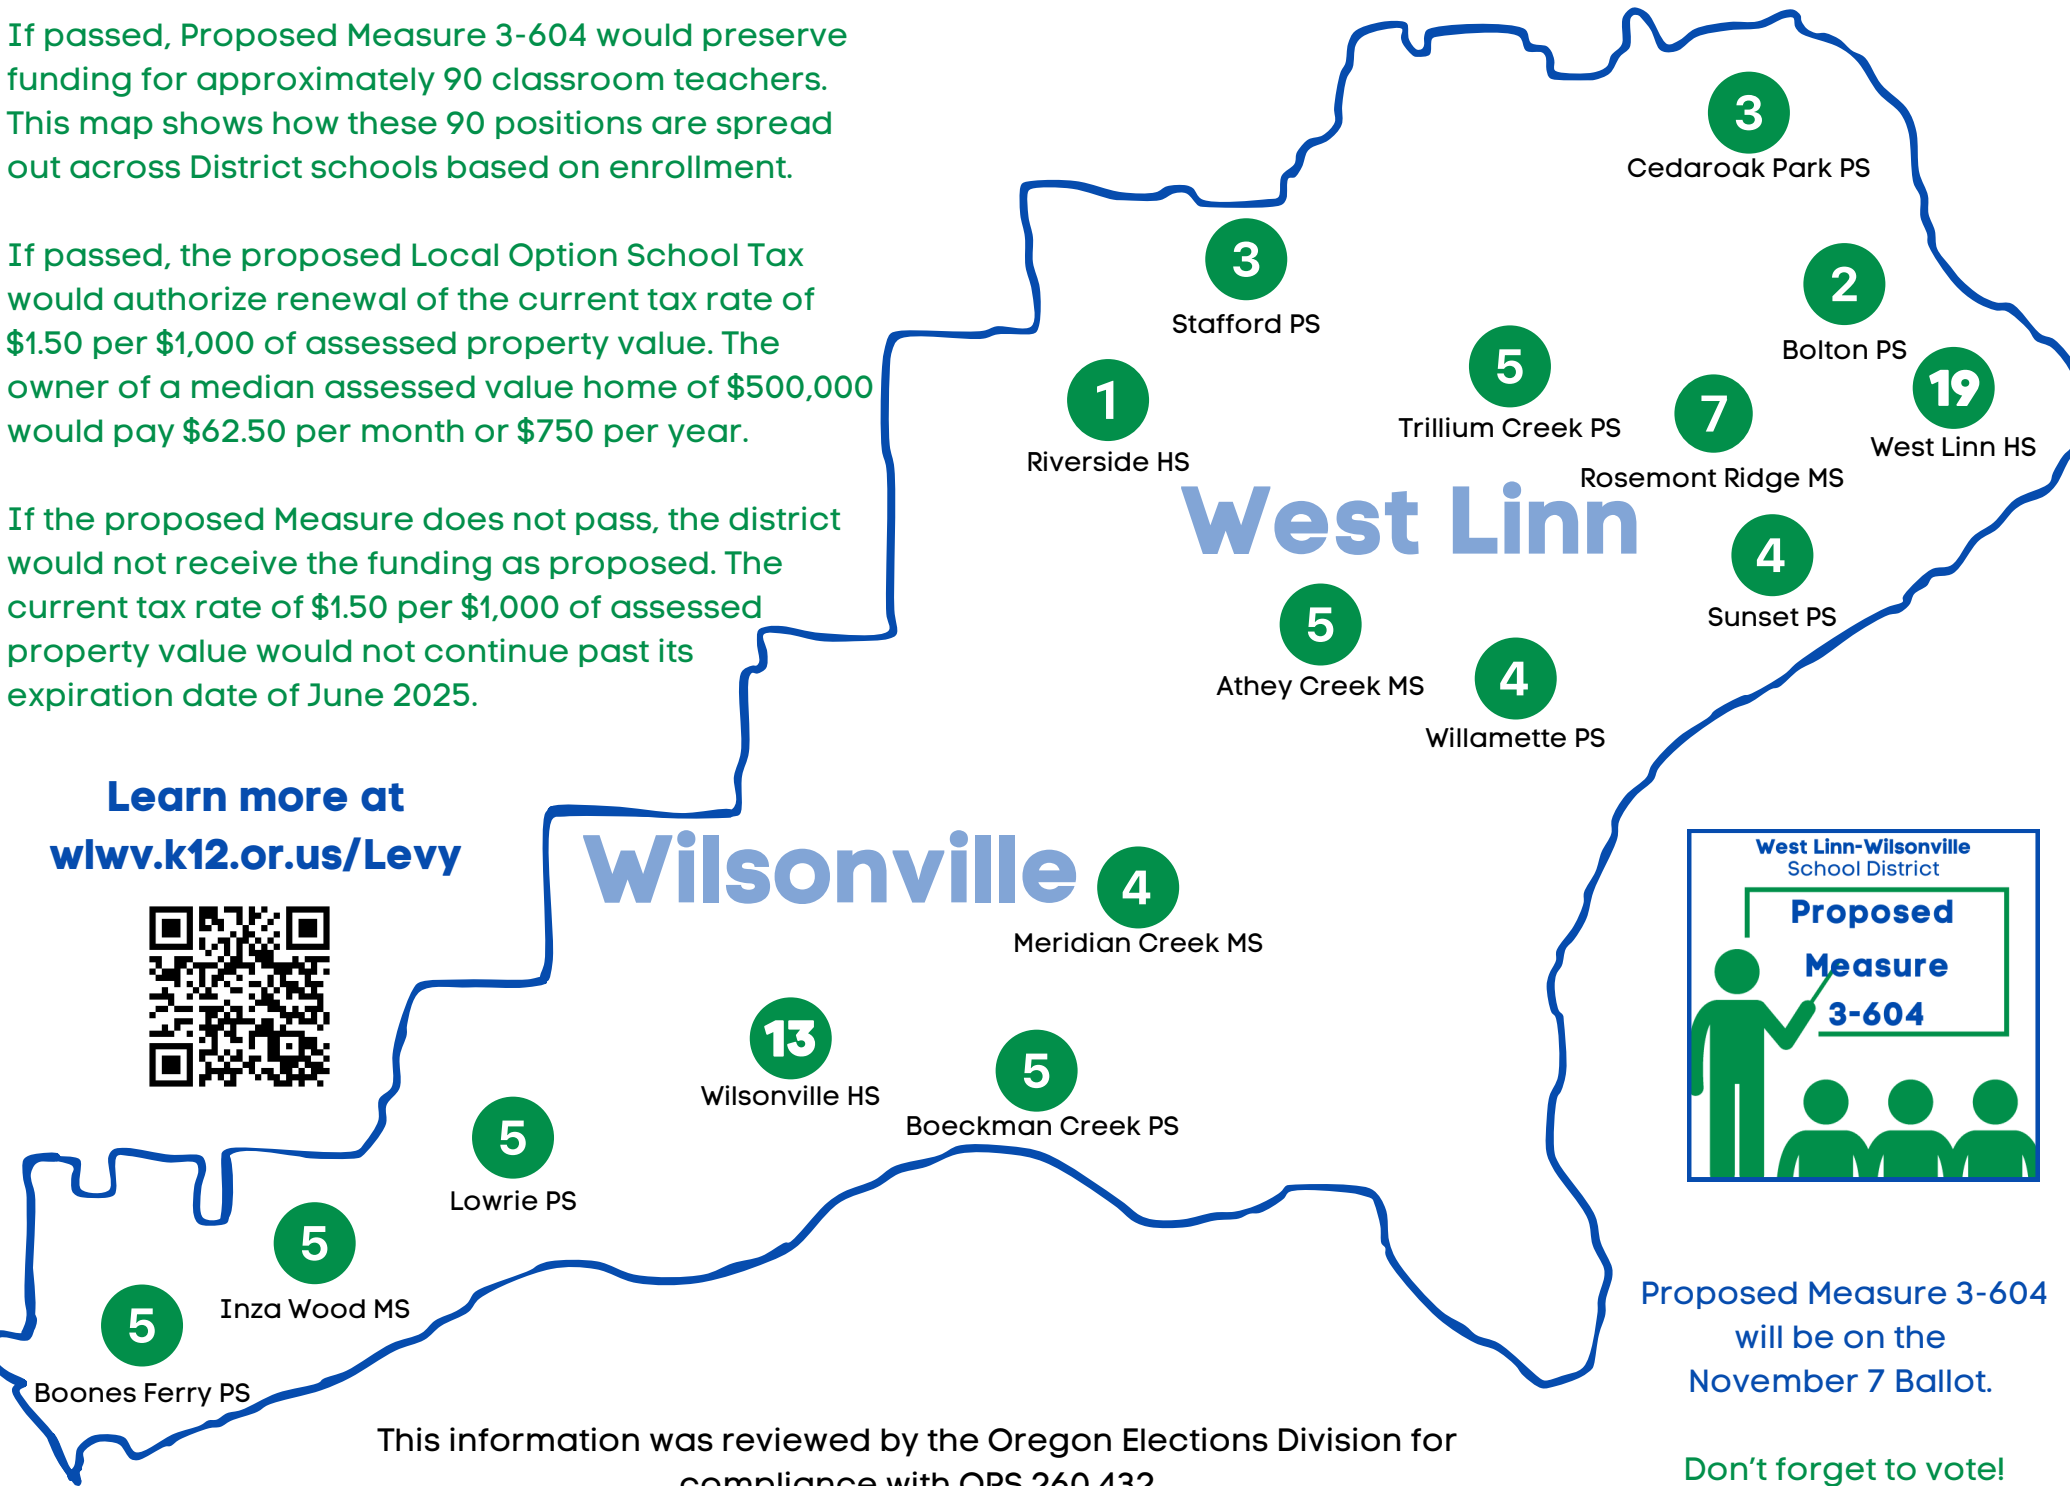 If passed, Proposed Measure 3-604 would preserve
funding for approximately 90 classroom teachers.
This map shows how these 90 positions are spread
out across District schools based on enrollment.
If passed, the proposed Local Option School Tax
would authorize renewal of the current tax rate of
$1.50 per $1,000 of assessed property value. The
owner of a median assessed value home of $500,000
would pay $62.50 per month or $750 per year.
If the proposed Measure does not pass, the district
would not receive the funding as proposed. The
current tax rate of $1.50 per $1,000 of assessed
property value would not continue past its
expiration date of June 2025.
Learn more at
wlwv.k12.or.us/Levy
3
Cedaroak Park PS
3
Stafford PS
2
Bolton PS
1
Riverside HS
5
Trillium Creek PS
7
Rosemont Ridge MS
19
West Linn HS
West Linn
4
Sunset PS
5
Athey Creek MS
4
Willamette PS
Wilsonville
4
Meridian Creek MS
13
Wilsonville HS
5
Boeckman Creek PS
5
Lowrie PS
5
Inza Wood MS
5
Boones Ferry PS
West Linn-Wilsonville
School District
Proposed
Measure
3-604
Proposed Measure 3-604
will be on the
November 7 Ballot.
Don't forget to vote!
This information was reviewed by the Oregon Elections Division for
compliance with ORS 260.432